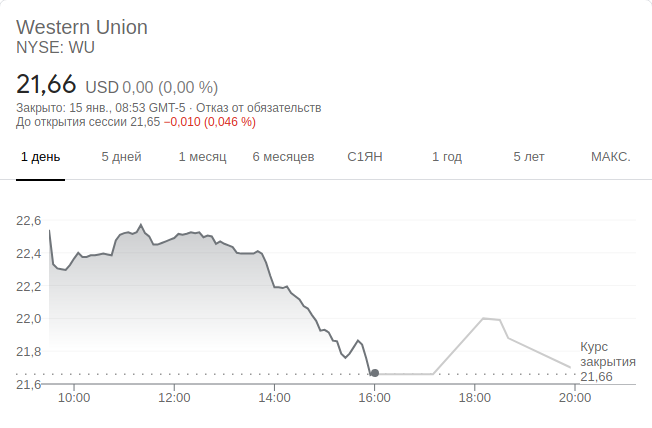 Western Union
NYSE: WU
21,66 USD 0,00 (0,00 %)
Закрыто: 15 янв., 08:53 GMT-5 · Отказ от обязательств
До открытия сессии 21,65 −0,010 (0,046 %)
1 день 5 дней 1 месяц 6 месяцев С1ЯН 1 год 5 лет МАКС.
22,6
22,4
22,2
22,0
21,8
Курс
закрытия
21,66
21,6
10:00 12:00 14:00 16:00 18:00 20:00